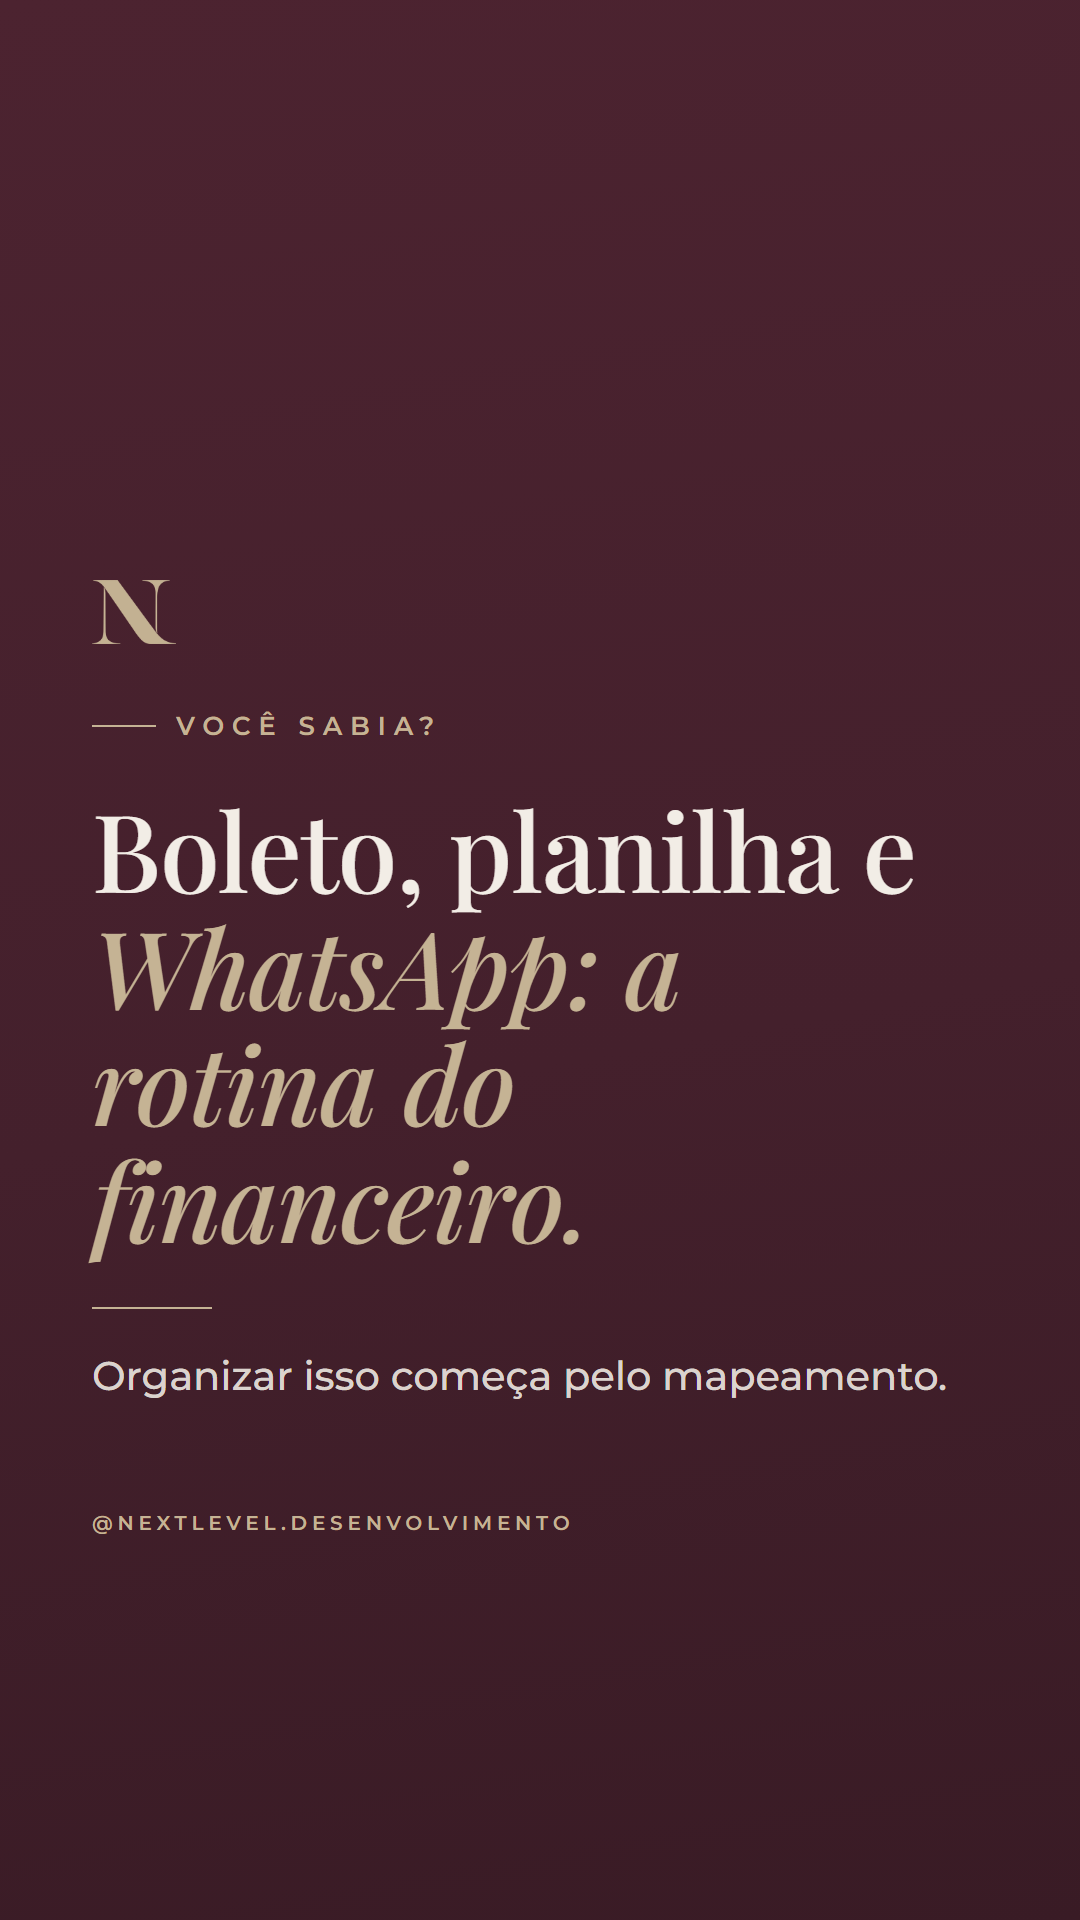 N
VOCÊ SABIA?
Boleto, planilha e
WhatsApp: a
rotina do
financeiro.
Organizar isso começa pelo mapeamento.
@NEXTLEVEL.DESENVOLVIMENTO